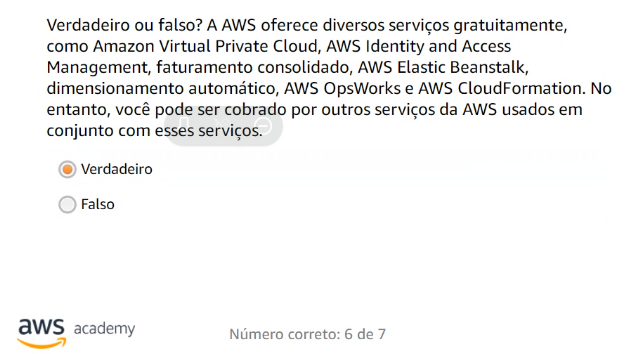 Verdadeiro ou falso? A AWS oferece diversos serviços gratuitamente,
como Amazon Virtual Private Cloud, AWS Identity and Access
Management, faturamento consolidado, AWS Elastic Beanstalk,
dimensionamento automático, AWS OpsWorks e AWS CloudFormation. No
entanto, você pode ser cobrado por outros serviços da AWS usados em
conjunto com esses serviços.
Verdadeiro
Falso
aws academy
Número correto: 6 de 7